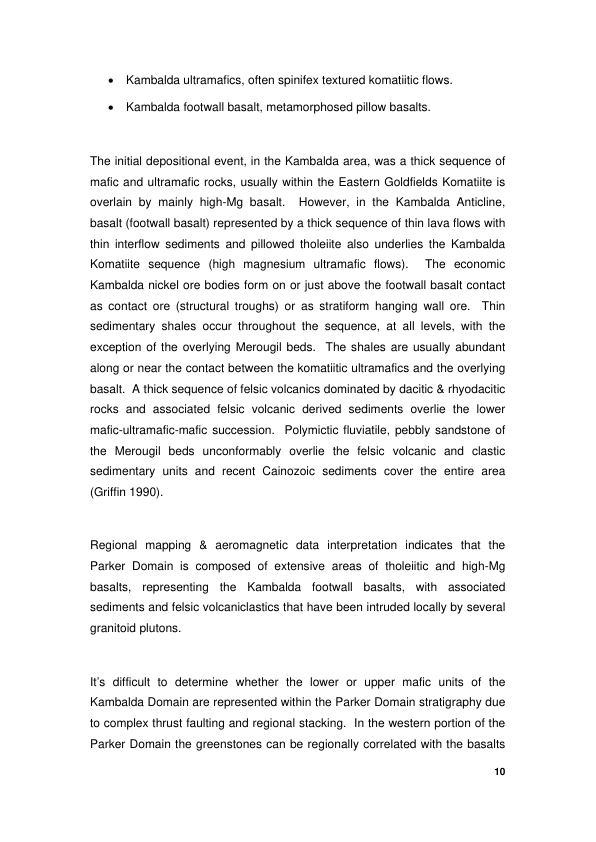 • Kambalda ultramafics, often spinifex textured komatiitic flows.
• Kambalda footwall basalt, metamorphosed pillow basalts.
The initial depositional event, in the Kambalda area, was a thick sequence of
mafic and ultramafic rocks, usually within the Eastern Goldfields Komatiite is
overlain by mainly high-Mg basalt. However, in the Kambalda Anticline,
basalt (footwall basalt) represented by a thick sequence of thin lava flows with
thin interflow sediments and pillowed tholeiite also underlies the Kambalda
Komatiite sequence (high magnesium ultramafic flows). The economic
Kambalda nickel ore bodies form on or just above the footwall basalt contact
as contact ore (structural troughs) or as stratiform hanging wall ore. Thin
sedimentary shales occur throughout the sequence, at all levels, with the
exception of the overlying Merougil beds. The shales are usually abundant
along or near the contact between the komatiitic ultramafics and the overlying
basalt. A thick sequence of felsic volcanics dominated by dacitic & rhyodacitic
rocks and associated felsic volcanic derived sediments overlie the lower
mafic-ultramafic-mafic succession. Polymictic fluviatile, pebbly sandstone of
the Merougil beds unconformably overlie the felsic volcanic and clastic
sedimentary units and recent Cainozoic sediments cover the entire area
(Griffin 1990).
Regional mapping & aeromagnetic data interpretation indicates that the
Parker Domain is composed of extensive areas of tholeiitic and high-Mg
basalts, representing the Kambalda footwall basalts, with associated
sediments and felsic volcaniclastics that have been intruded locally by several
granitoid plutons.
It's difficult to determine whether the lower or upper mafic units of the
Kambalda Domain are represented within the Parker Domain stratigraphy due
to complex thrust faulting and regional stacking. In the western portion of the
Parker Domain the greenstones can be regionally correlated with the basalts
10